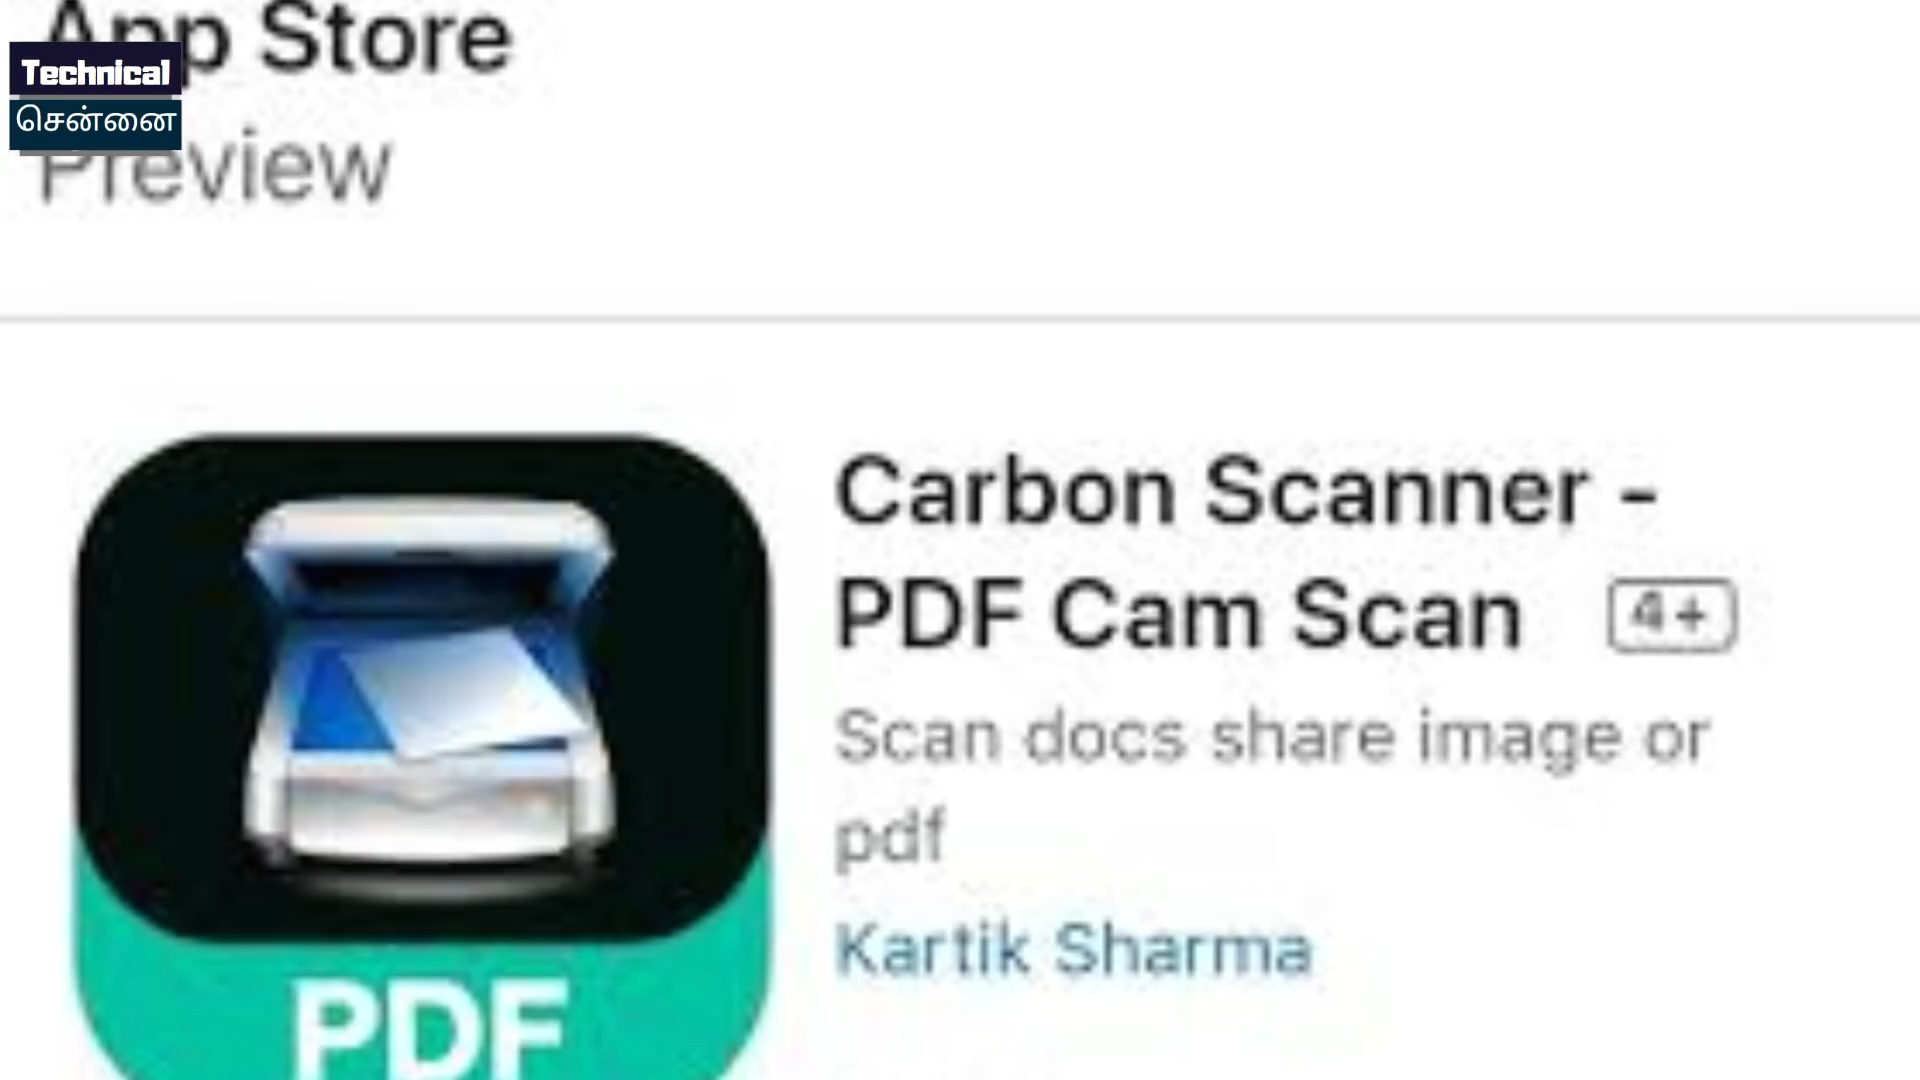 App Store
Technical
சென்னை
Preview
Carbon Scanner -
PDF Cam Scan 4+
Scan docs share image or
pdf
Kartik Sharma
PDF